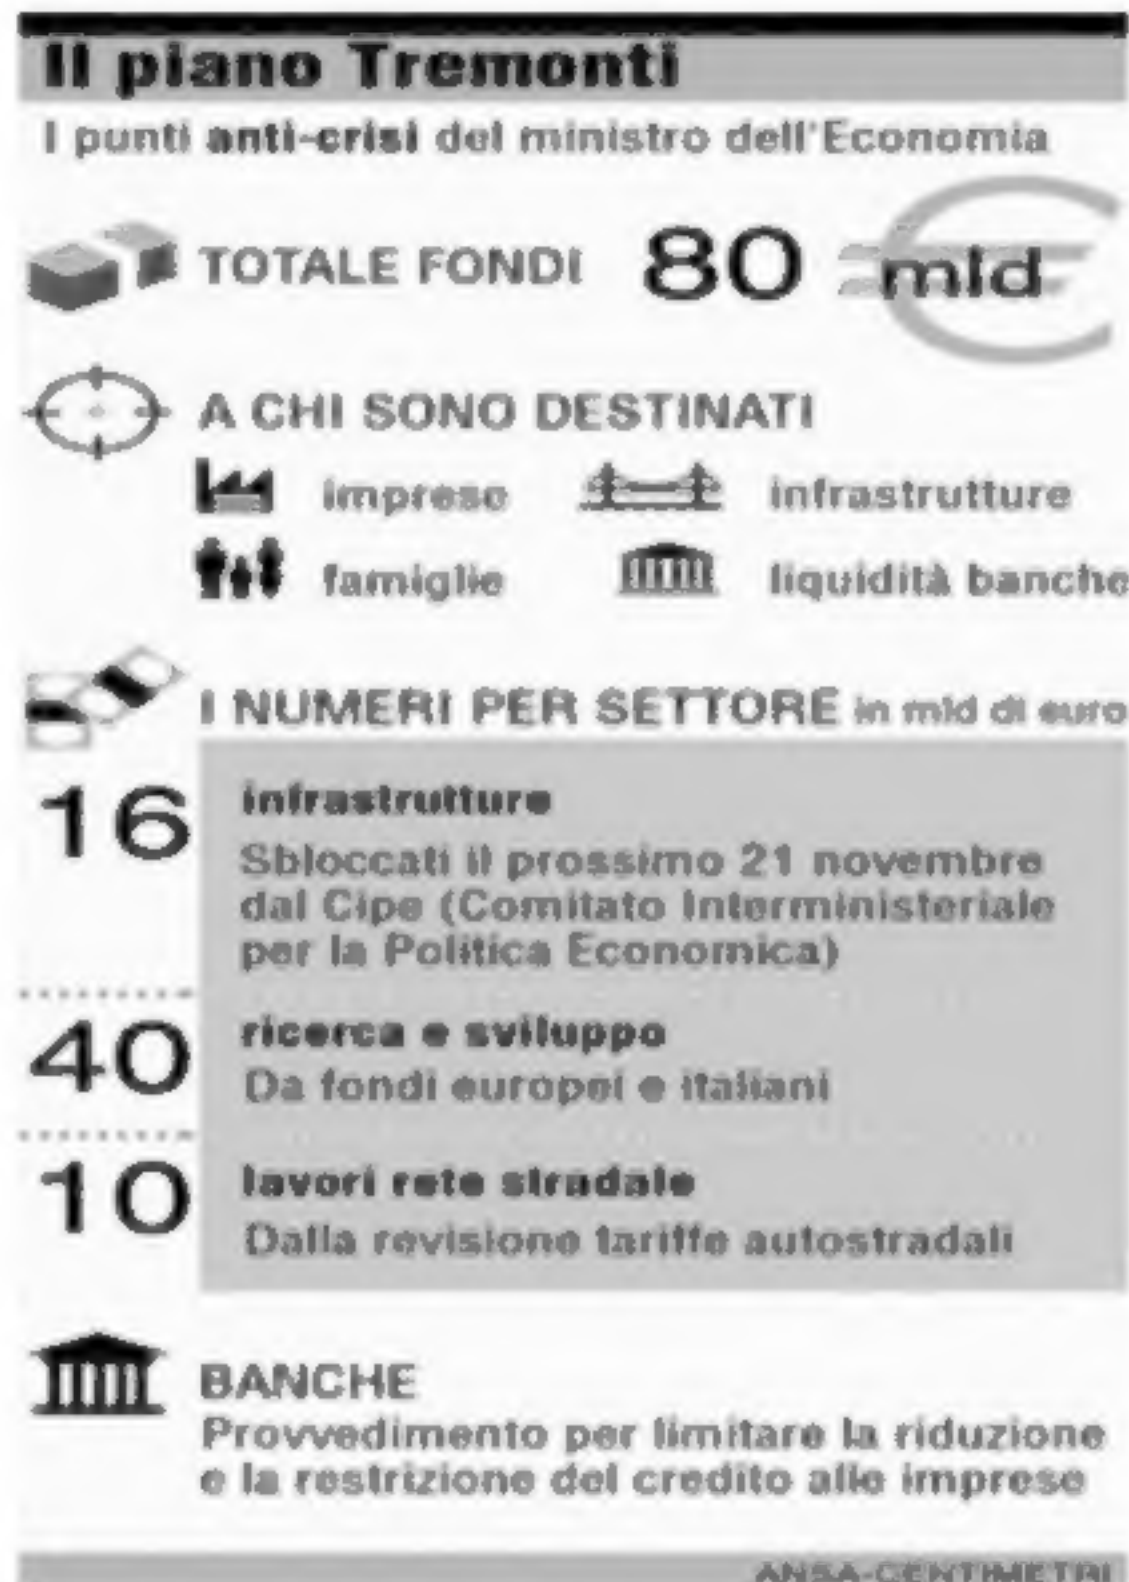 Il piano Tremonti
I punti anti-crisi del ministro dell'Economia
TOTALE FONDI 80 mld €
A CHI SONO DESTINATI
imprese infrastrutture
famiglie liquidità banche
I NUMERI PER SETTORE in mld di euro
16 infrastrutture
Sbloccati il prossimo 21 novembre
dal Cipe (Comitato Interministeriale
per la Politica Economica)
40 ricerca e sviluppo
Da fondi europei e italiani
10 lavori rete stradale
Dalla revisione tariffe autostradali
BANCHE
Provvedimento per limitare la riduzione
e la restrizione del credito alle imprese
ANSA-CENTIMETRI